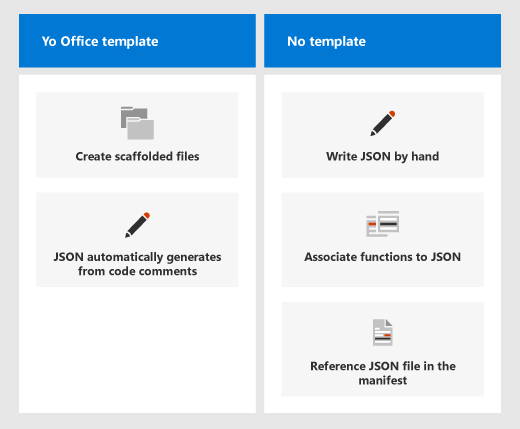 Yo Office template
Create scaffolded files
JSON automatically generates
from code comments
No template
Write JSON by hand
Associate functions to JSON
Reference JSON file in the
manifest